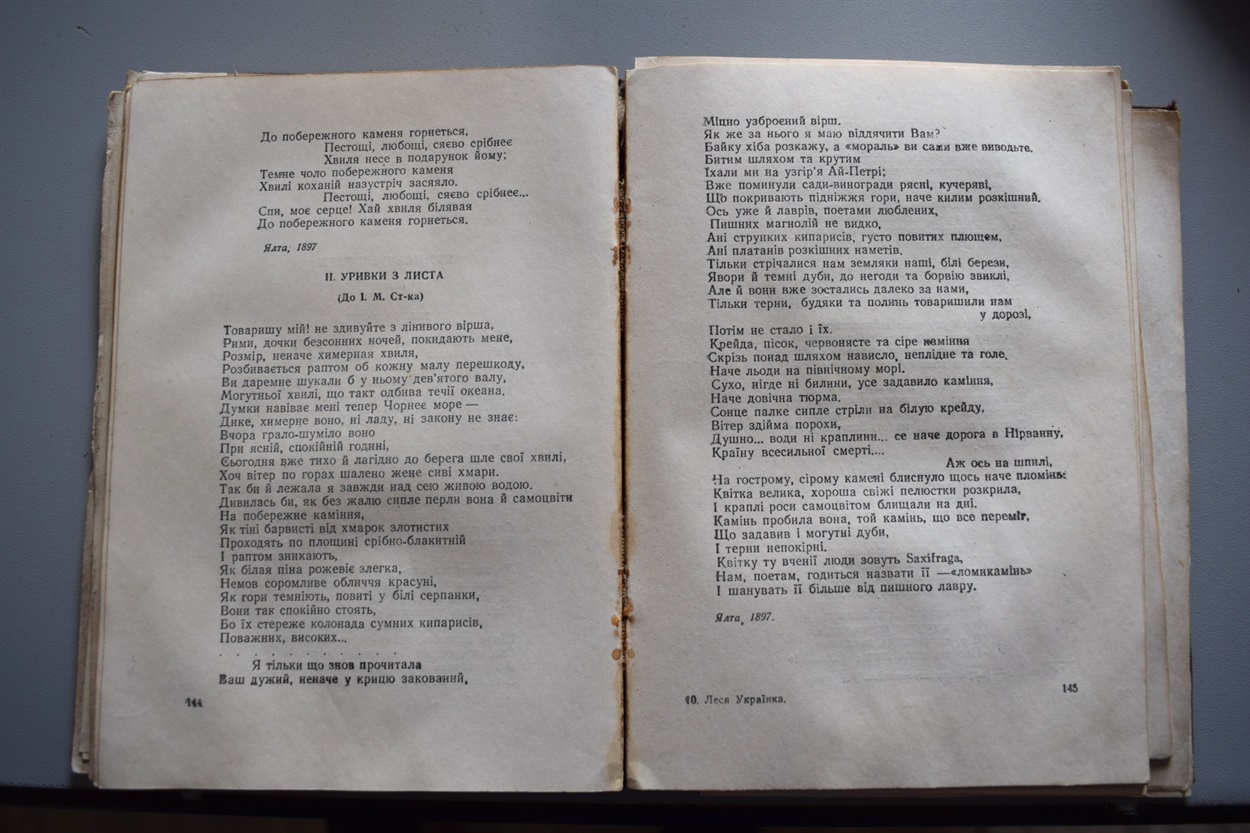 До побережного каменя горнеться,
Пестощі, любощі, сяєво срібнеє
Хвиля несе в подарунок йому;
Темне чоло побережного каменя
Хвилі коханій назустріч засяяло.
Пестощі, любощі, сяєво срібнеє...
Спи, моє серце! Хай хвиля білявая
До побережного каменя горнеться.
Ялта, 1897
II. УРИВКИ З ЛИСТА
(До І. М. Ст-ка)
Товаришу мій! не здивуйте з лінивого вірша,
Рими, дочки безсонних ночей, покидають мене,
Розмір, неначе химерная хвиля,
Розбивається раптом об кожну малу перешкоду,
Ви даремне шукали б у ньому дев'ятого валу,
Могутньої хвилі, що такт одбива течії океана.
Думки навіває мені тепер Чорнеє море —
Дике, химерне воно, ні ладу, ні закону не знає:
Вчора грало-шуміло воно
При ясній, спокійній годині,
Сьогодня вже тихо й лагідно до берега шле свої хвилі,
Хоч вітер по горах шалено жене сиві хмари.
Так би й лежала я завжди над сею живою водою.
Дивилась би, як без жалю сипле перли вона й самоцвіти
На побережне каміння,
Як тіні барвисті від хмарок злотистих
Проходять по площині срібно-блакитній
І раптом зникають,
Як білая піна рожевіє злегка,
Немов соромливе обличчя красуні,
Як гори темніють, повиті у білі серпанки,
Вони так спокійно стоять,
Бо їх стереже колонада сумних кипарисів,
Поважних, високих...
. . . . . . . . . . .
Я тільки що знов прочитала
Ваш дужий, неначе у крицю закований,
144
Міцно узброєний вірш.
Як же за нього я маю віддячити Вам?
Байку хіба розкажу, а «мораль» ви сами вже виводьте.
Битим шляхом та крутим
Їхали ми на узгір'я Ай-Петрі;
Вже поминули сади-виногради рясні, кучеряві,
Що покривають підніжжя гори, наче килим розкішний.
Ось уже й лаврів, поетами люблених,
Пишних магнолій не видко,
Ані струнких кипарисів, густо повитих плющем,
Ані платанів розкішних наметів.
Тільки стрічалися нам земляки наші, білі берези,
Явори й темні дуби, до негоди та борвію звиклі,
Але й вони вже зостались далеко за нами,
Тільки терни, будяки та полинь товаришили нам
у дорозі,
Потім не стало і їх.
Крейда, пісок, червонясте та сіре каміння
Скрізь понад шляхом нависло, неплідне та голе.
Наче льоди на північному морі.
Сухо, нігде ні билини, усе задавило каміння,
Наче довічна тюрма.
Сонце палке сипле стріли на білую крейду,
Вітер здійма порохи,
Душно... води ні краплини... се наче дорога в Нірванну,
Країну всесильної смерті....
Аж ось на шпилі,
На гострому, сірому камені блиснуло щось наче пломінь:
Квітка велика, хороша свіжі пелюстки розкрила,
І краплі роси самоцвітом блищали на дні.
Камінь пробила вона, той камінь, що все переміг,
Що задавив і могутні дуби,
І терни непокірні.
Квітку ту вченії люди зовуть Saxifraga,
Нам, поетам, годиться назвати її —«ломикамінь»
І шанувать її більше від пишного лавру.
Ялта, 1897.
10. Леся Українка.
145